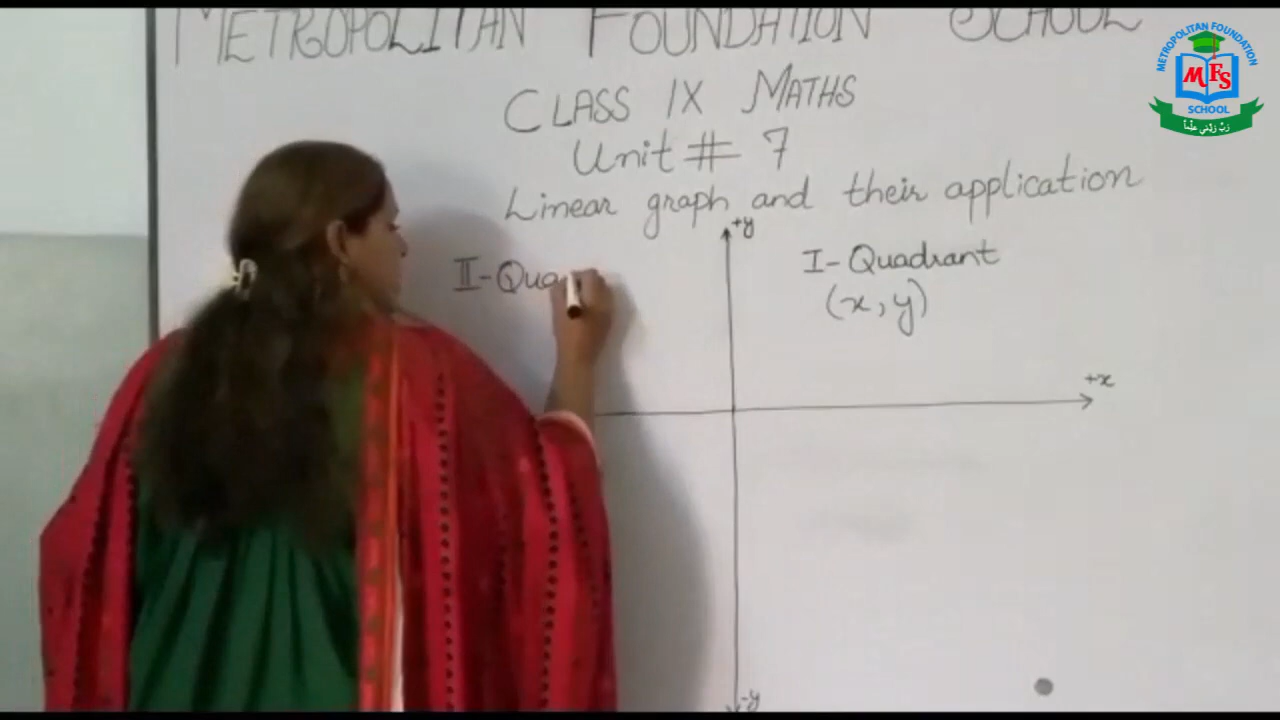 METROPOLITAN FOUNDATION SCHOOL
CLASS IX MATHS
Unit # 7
Linear graph and their application
+y
I-Quadrant
(x, y)
II-Qua
+x
-y
METROPOLITAN FOUNDATION
MFS
SCHOOL
رَبِّ زِدْنِي عِلْمًا